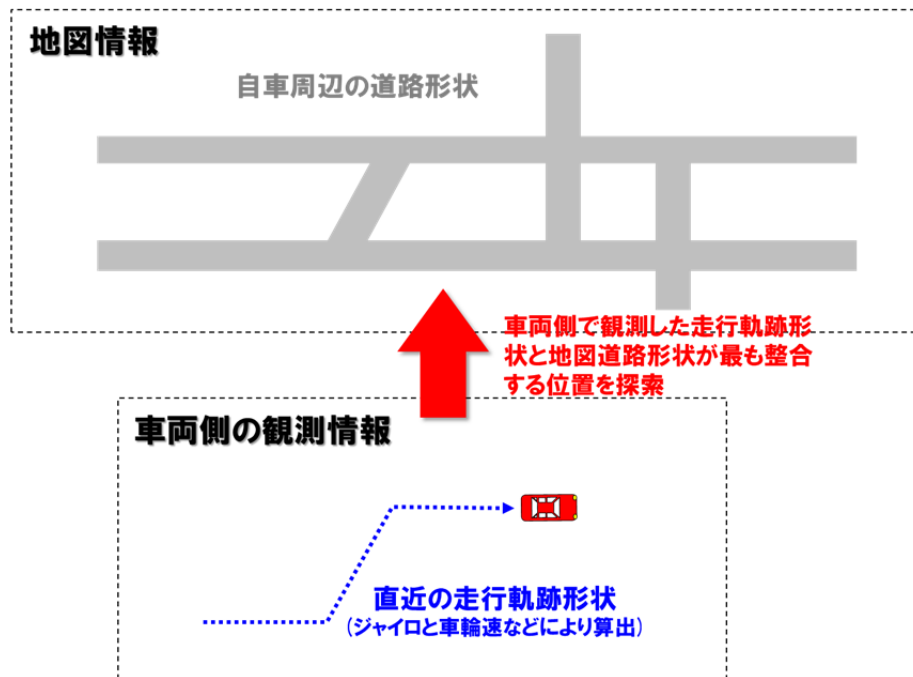 地図情報
自車周辺の道路形状
車両側で観測した走行軌跡形
状と地図道路形状が最も整合
する位置を探索
車両側の観測情報
直近の走行軌跡形状
(ジャイロと車輪速などにより算出)